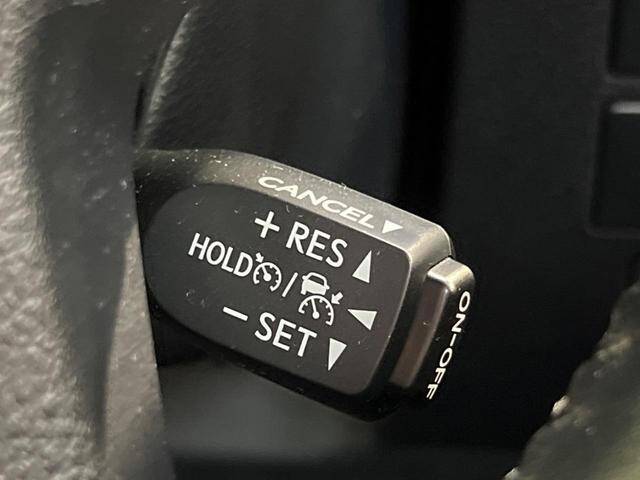 CANCEL▼
+ RES ▲
HOLD / ◀
− SET ▼
ON-OFF